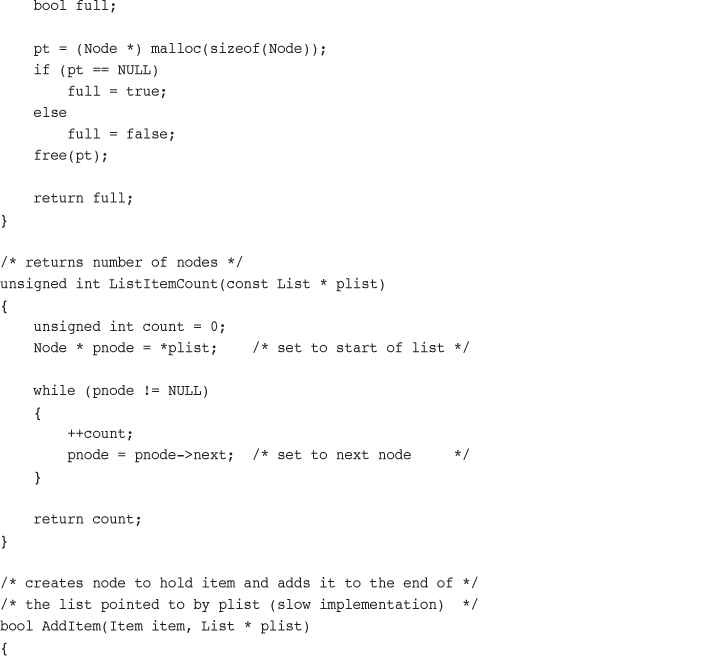 bool full;

    pt = (Node *) malloc(sizeof(Node));
    if (pt == NULL)
        full = true;
    else
        full = false;
    free(pt);

    return full;
}

/* returns number of nodes */
unsigned int ListItemCount(const List * plist)
{
    unsigned int count = 0;
    Node * pnode = *plist;    /* set to start of list */

    while (pnode != NULL)
    {
        ++count;
        pnode = pnode->next;  /* set to next node     */
    }

    return count;
}

/* creates node to hold item and adds it to the end of */
/* the list pointed to by plist (slow implementation)  */
bool AddItem(Item item, List * plist)
{